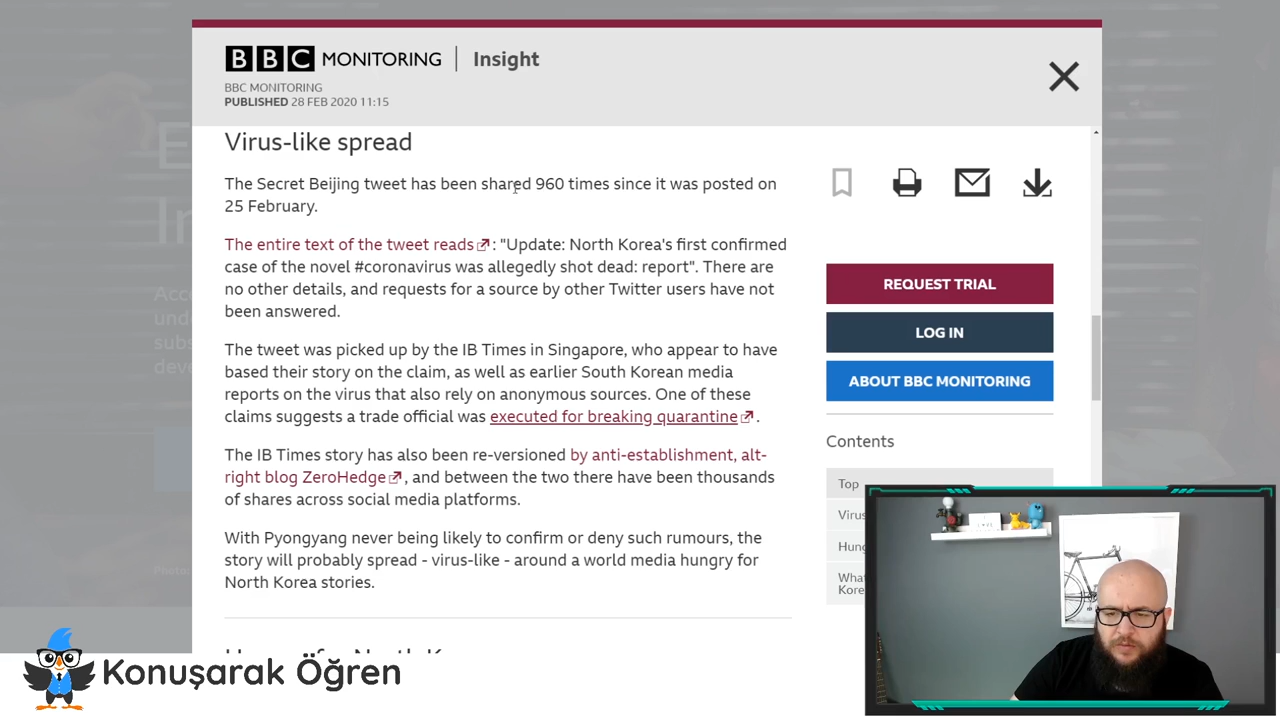 BBC MONITORING | Insight
BBC MONITORING
PUBLISHED 28 FEB 2020 11:15
Virus-like spread
The Secret Beijing tweet has been shared 960 times since it was posted on
25 February.
The entire text of the tweet reads : "Update: North Korea's first confirmed
case of the novel #coronavirus was allegedly shot dead: report". There are
no other details, and requests for a source by other Twitter users have not
been answered.
The tweet was picked up by the IB Times in Singapore, who appear to have
based their story on the claim, as well as earlier South Korean media
reports on the virus that also rely on anonymous sources. One of these
claims suggests a trade official was executed for breaking quarantine .
The IB Times story has also been re-versioned by anti-establishment, alt-
right blog ZeroHedge , and between the two there have been thousands
of shares across social media platforms.
With Pyongyang never being likely to confirm or deny such rumours, the
story will probably spread - virus-like - around a world media hungry for
North Korea stories.
REQUEST TRIAL
LOG IN
ABOUT BBC MONITORING
Contents
Top
Virus
Hung
What
Kore
Konuşarak Öğren